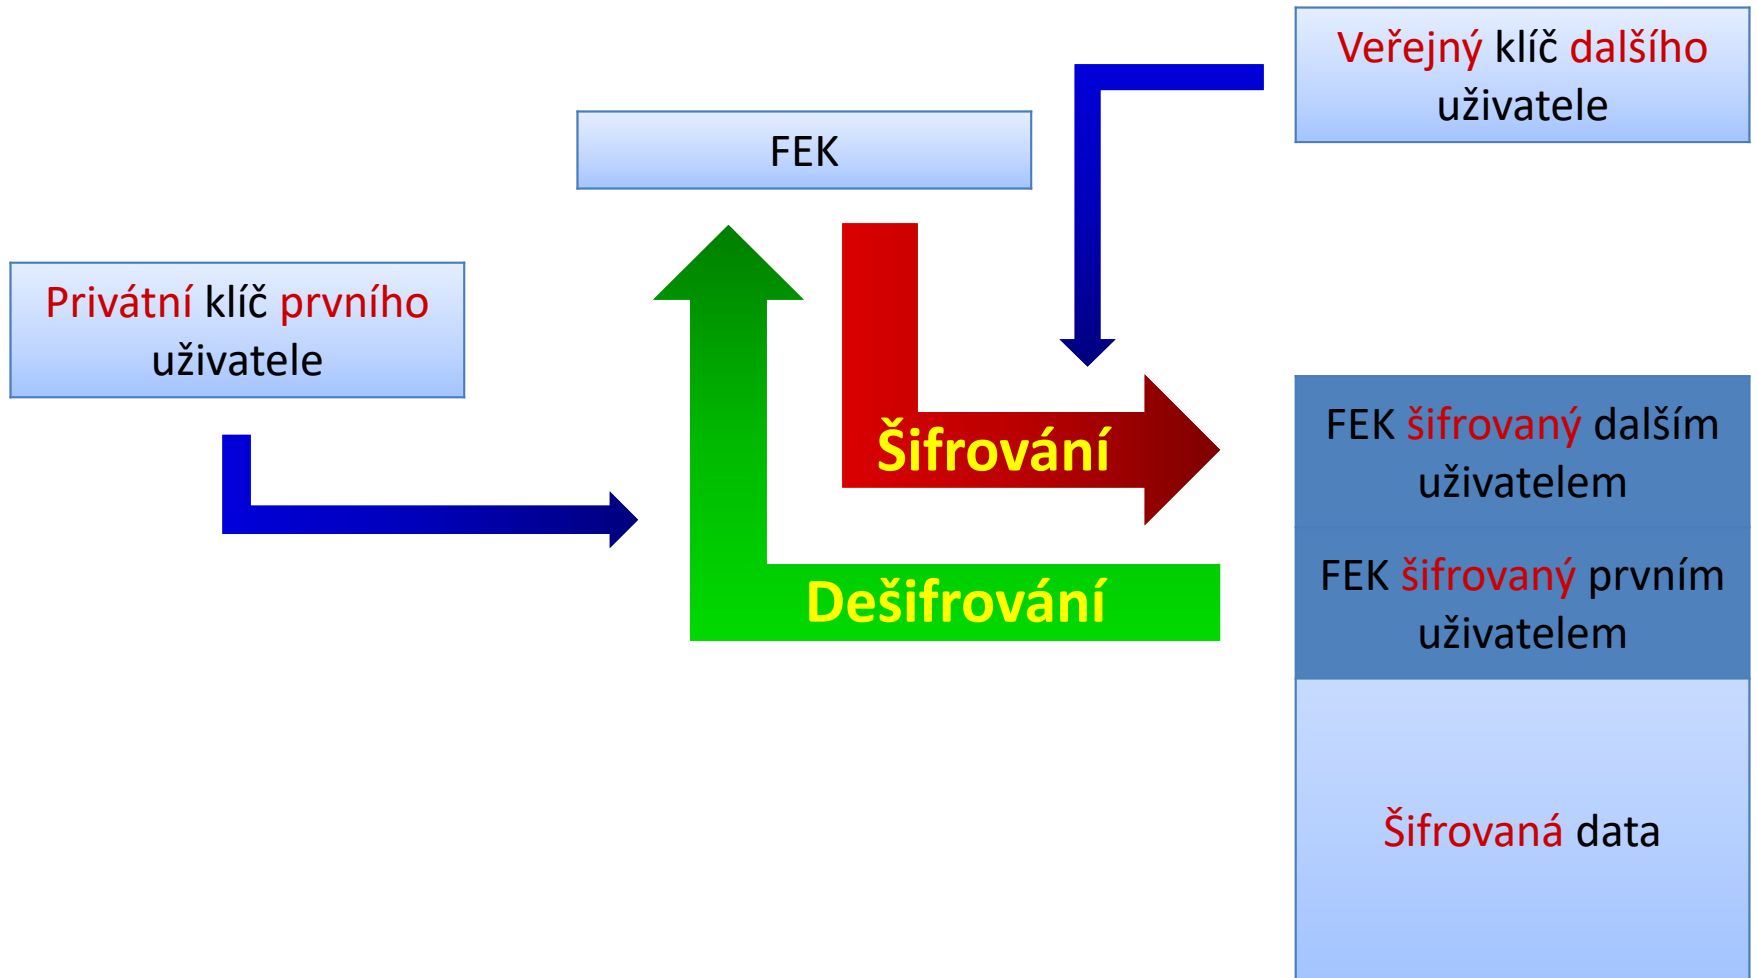 Veřejný klíč dalšího
uživatele
FEK
Privátní klíč prvního
uživatele
Šifrování
FEK šifrovaný dalším
uživatelem
Dešifrování
FEK šifrovaný prvním
uživatelem
Šifrovaná data